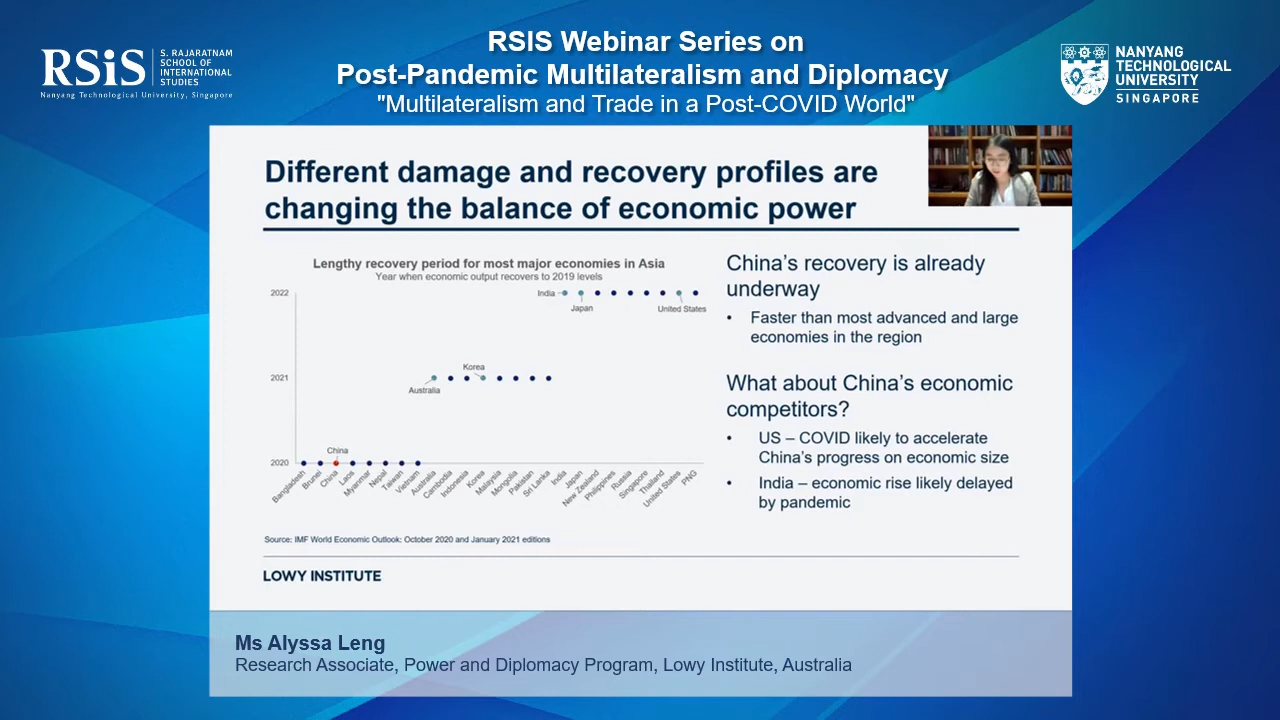 RSiS
S. RAJARATNAM
SCHOOL OF
INTERNATIONAL
STUDIES
Nanyang Technological University, Singapore
RSIS Webinar Series on
Post-Pandemic Multilateralism and Diplomacy
"Multilateralism and Trade in a Post-COVID World"
NANYANG
TECHNOLOGICAL
UNIVERSITY
SINGAPORE
Different damage and recovery profiles are
changing the balance of economic power
Lengthy recovery period for most major economies in Asia
Year when economic output recovers to 2019 levels
2022
India
Japan
United States
2021
Korea
Australia
2020
China
Bangladesh
Brunei
China
Laos
Myanmar
Nepal
Taiwan
Vietnam
Australia
Cambodia
Indonesia
Korea
Malaysia
Mongolia
Pakistan
Sri Lanka
India
Japan
New Zealand
Philippines
Russia
Singapore
Thailand
United States
PNG
Source: IMF World Economic Outlook: October 2020 and January 2021 editions
LOWY INSTITUTE
China’s recovery is already
underway
• Faster than most advanced and large
economies in the region
What about China’s economic
competitors?
• US – COVID likely to accelerate
China’s progress on economic size
• India – economic rise likely delayed
by pandemic
Ms Alyssa Leng
Research Associate, Power and Diplomacy Program, Lowy Institute, Australia